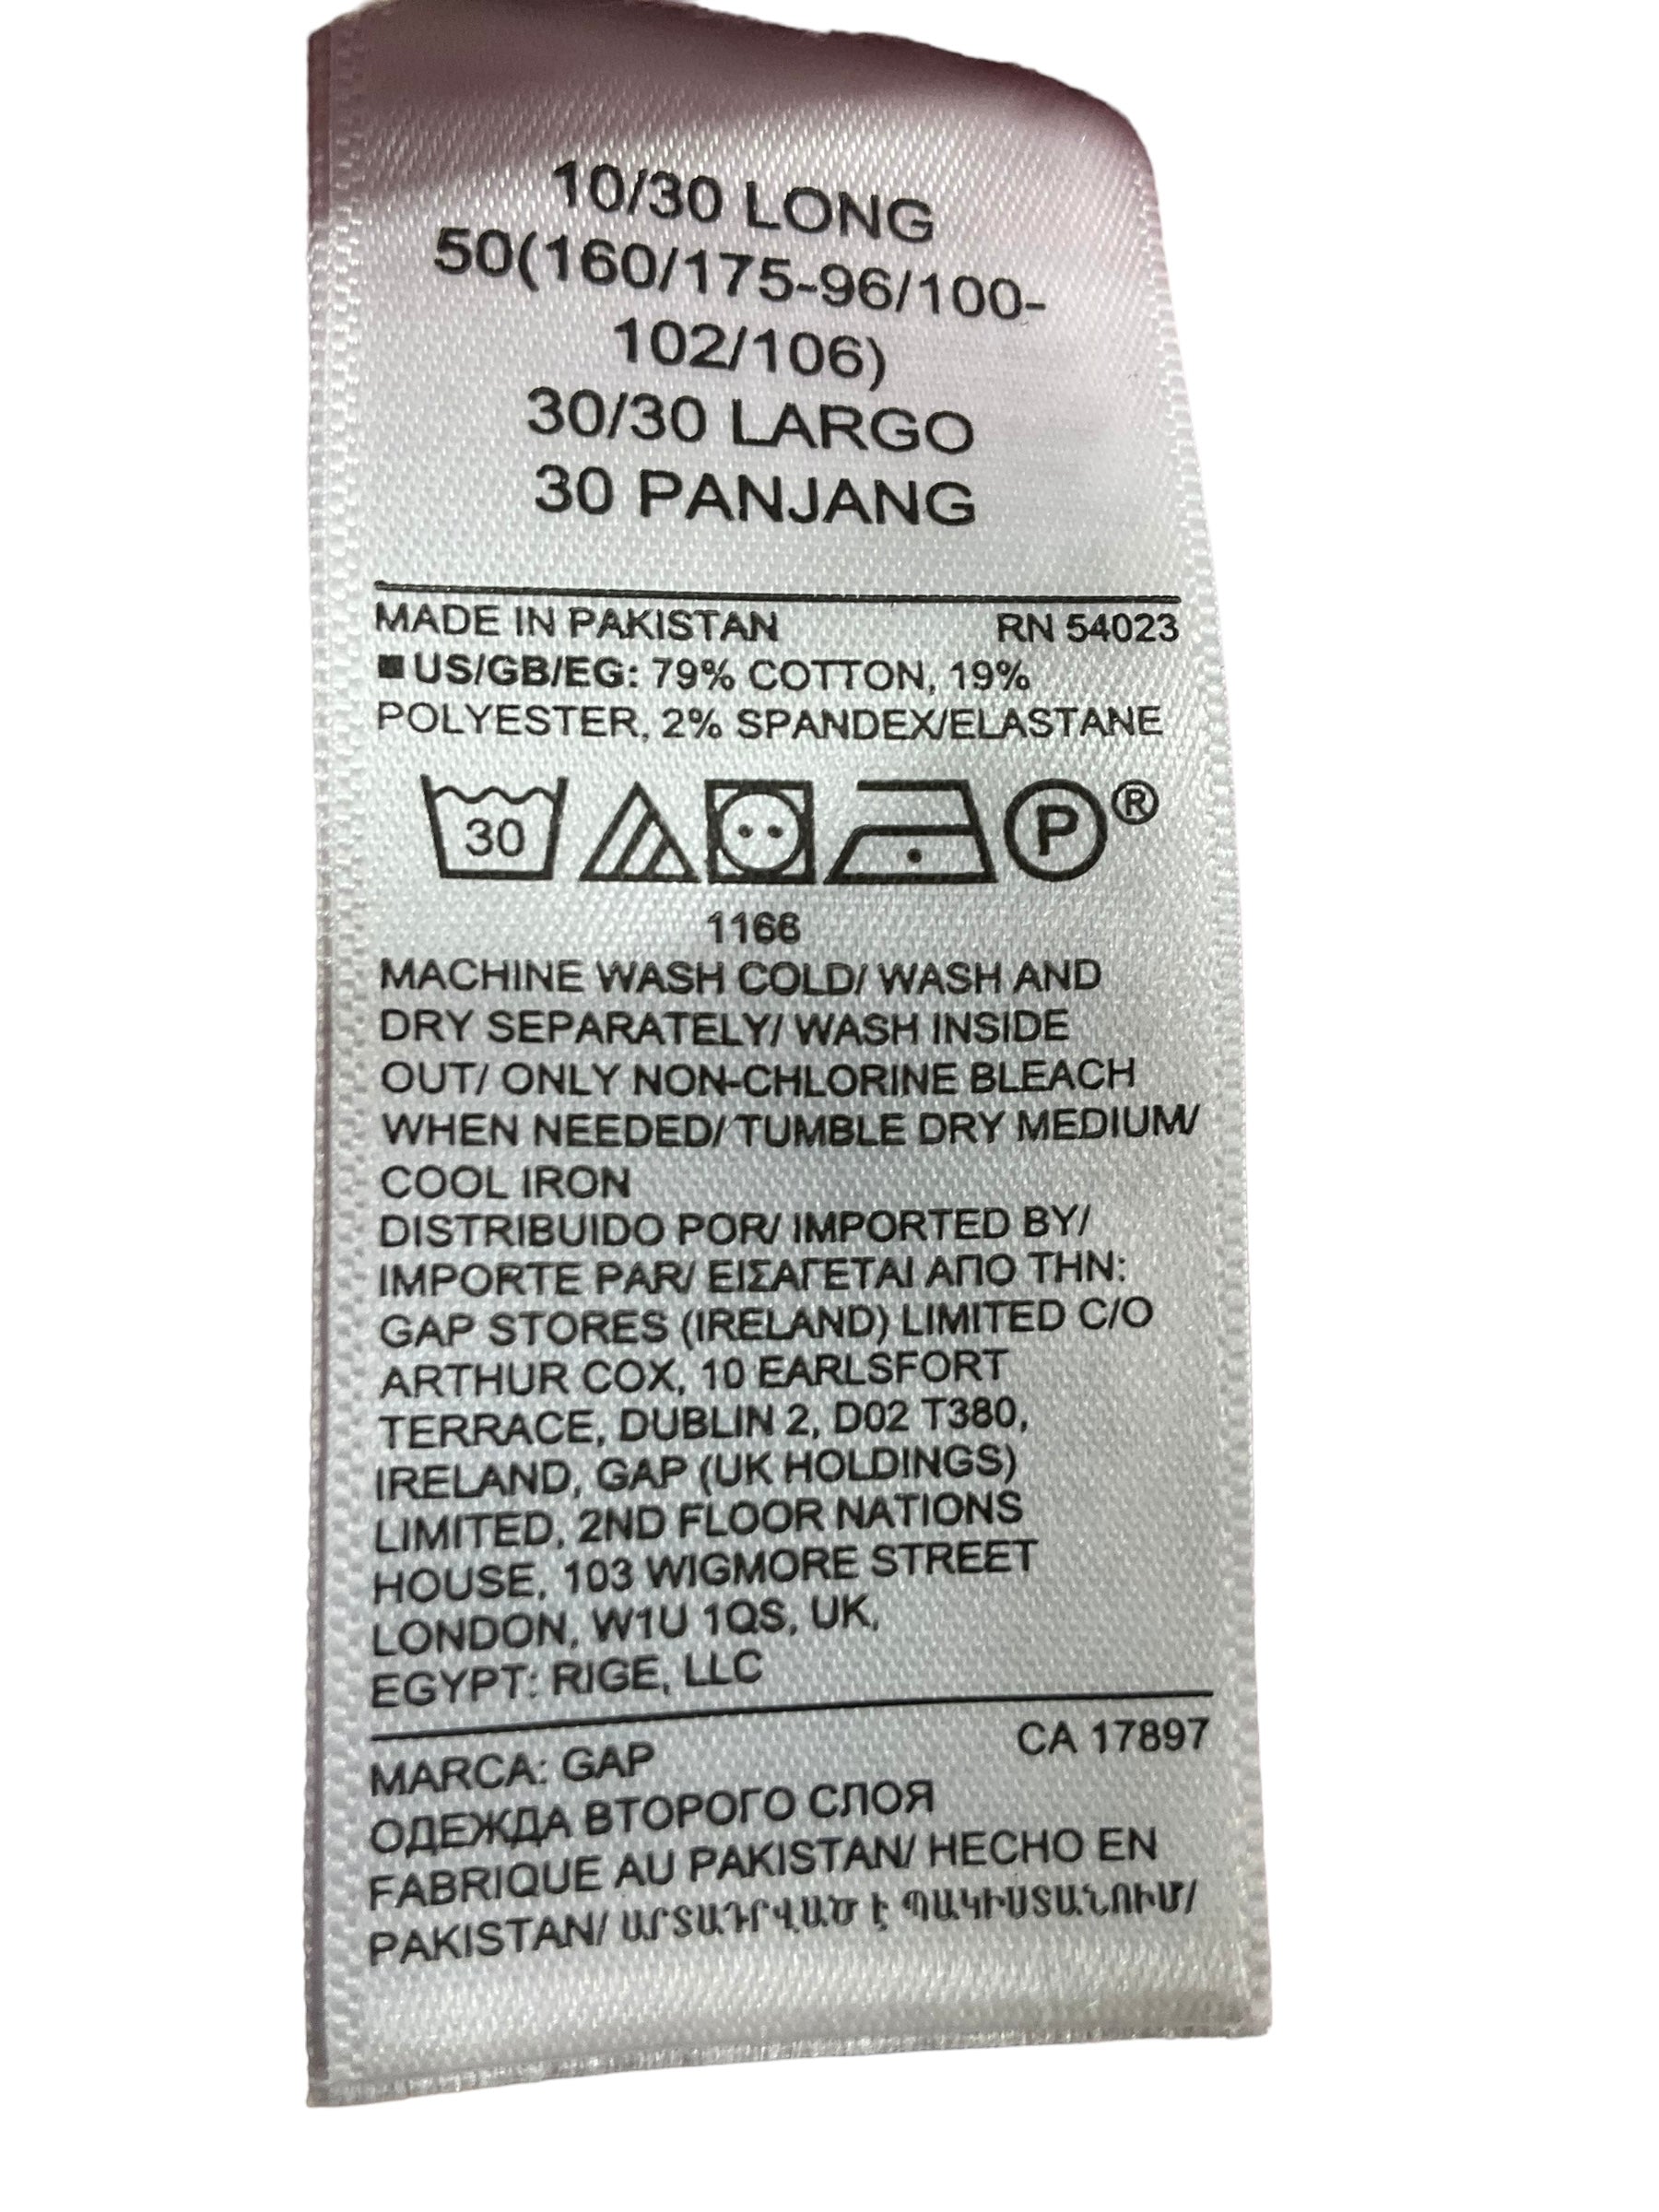 10/30 LONG
50(160/175-96/100-
102/106)
30/30 LARGO
30 PANJANG
MADE IN PAKISTAN RN 54023
■ US/GB/EG: 79% COTTON, 19%
POLYESTER, 2% SPANDEX/ELASTANE
30 P ®
1166
MACHINE WASH COLD/ WASH AND
DRY SEPARATELY/ WASH INSIDE
OUT/ ONLY NON-CHLORINE BLEACH
WHEN NEEDED/ TUMBLE DRY MEDIUM/
COOL IRON
DISTRIBUIDO POR/ IMPORTED BY/
IMPORTE PAR/ ΕΙΣΑΓΕΤΑΙ ΑΠΟ ΤΗΝ:
GAP STORES (IRELAND) LIMITED C/O
ARTHUR COX, 10 EARLSFORT
TERRACE, DUBLIN 2, D02 T380,
IRELAND, GAP (UK HOLDINGS)
LIMITED, 2ND FLOOR NATIONS
HOUSE, 103 WIGMORE STREET
LONDON, W1U 1QS, UK,
EGYPT: RIGE, LLC
MARCA: GAP CA 17897
ОДЕЖДА ВТОРОГО СЛОЯ
FABRIQUE AU PAKISTAN/ HECHO EN
PAKISTAN/ ԱՐՏԱԴՐՎԱԾ Է ՊԱԿԻՍՏԱՆՈՒՄ/